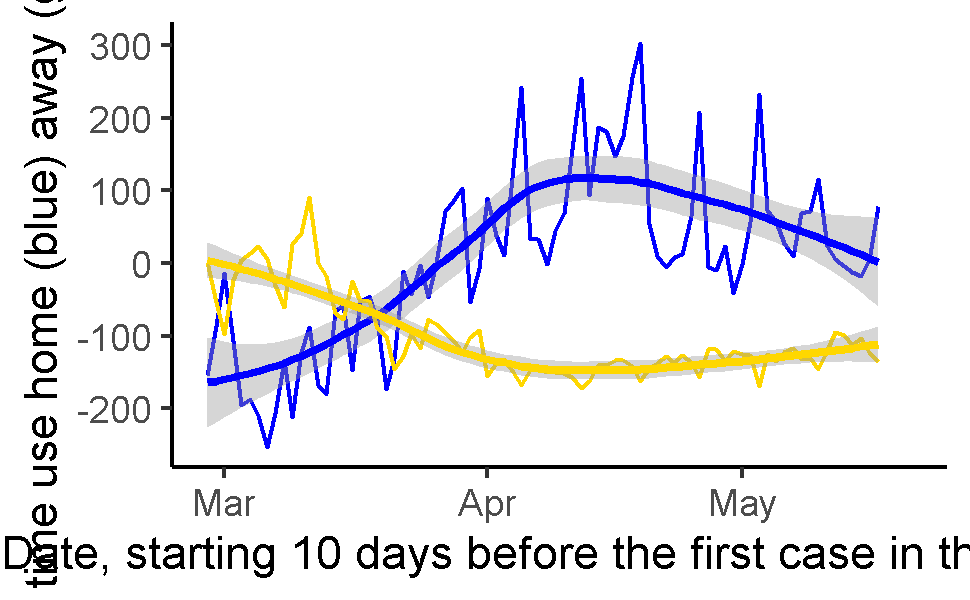 time use home (blue) away (
300
200
100
0
-100
-200
Mar Apr May
Date, starting 10 days before the first case in th